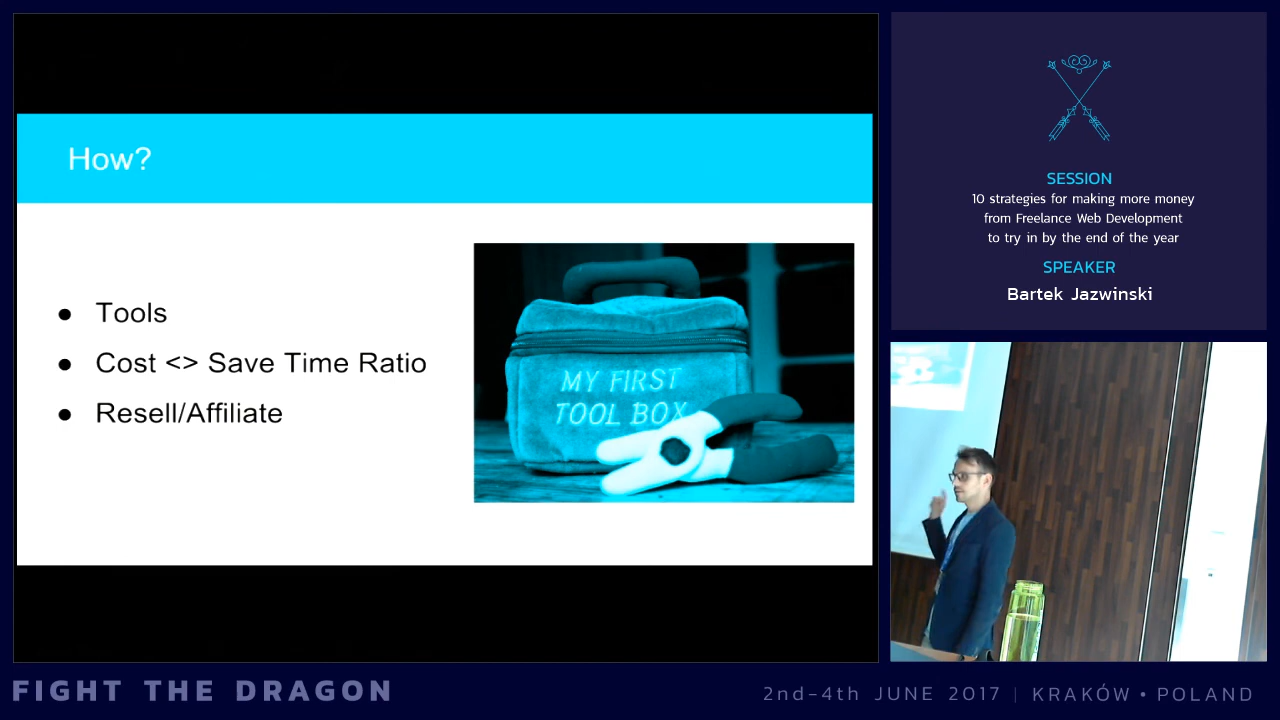 How?
● Tools
● Cost <> Save Time Ratio
● Resell/Affiliate
MY FIRST
TOOL BOX
SESSION
10 strategies for making more money
from Freelance Web Development
to try in by the end of the year
SPEAKER
Bartek Jazwinski
FIGHT THE DRAGON
2nd-4th JUNE 2017 | KRAKÓW • POLAND